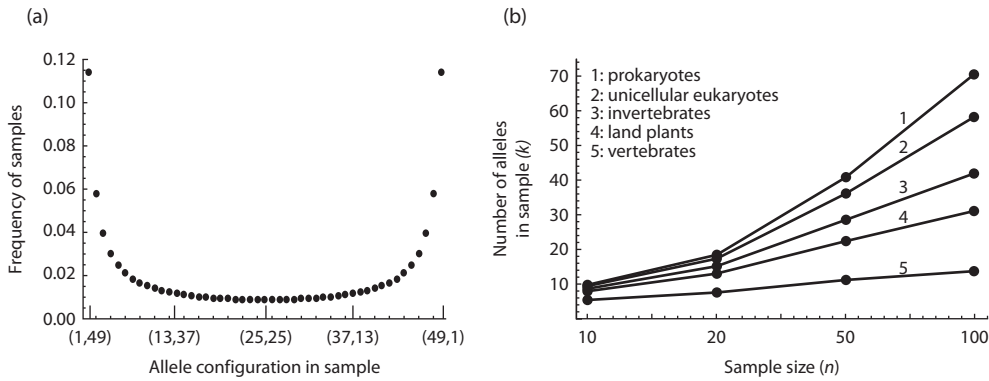 (a)
Frequency of samples
0.12
0.10
0.08
0.06
0.04
0.02
0.00
(1,49)
(13,37)
(25,25)
(37,13)
(49,1)
Allele configuration in sample
(b)
Number of alleles
in sample (k)
70
60
50
40
30
20
10
1: prokaryotes
2: unicellular eukaryotes
3: invertebrates
4: land plants
5: vertebrates
1
2
3
4
5
10
20
50
100
Sample size (n)